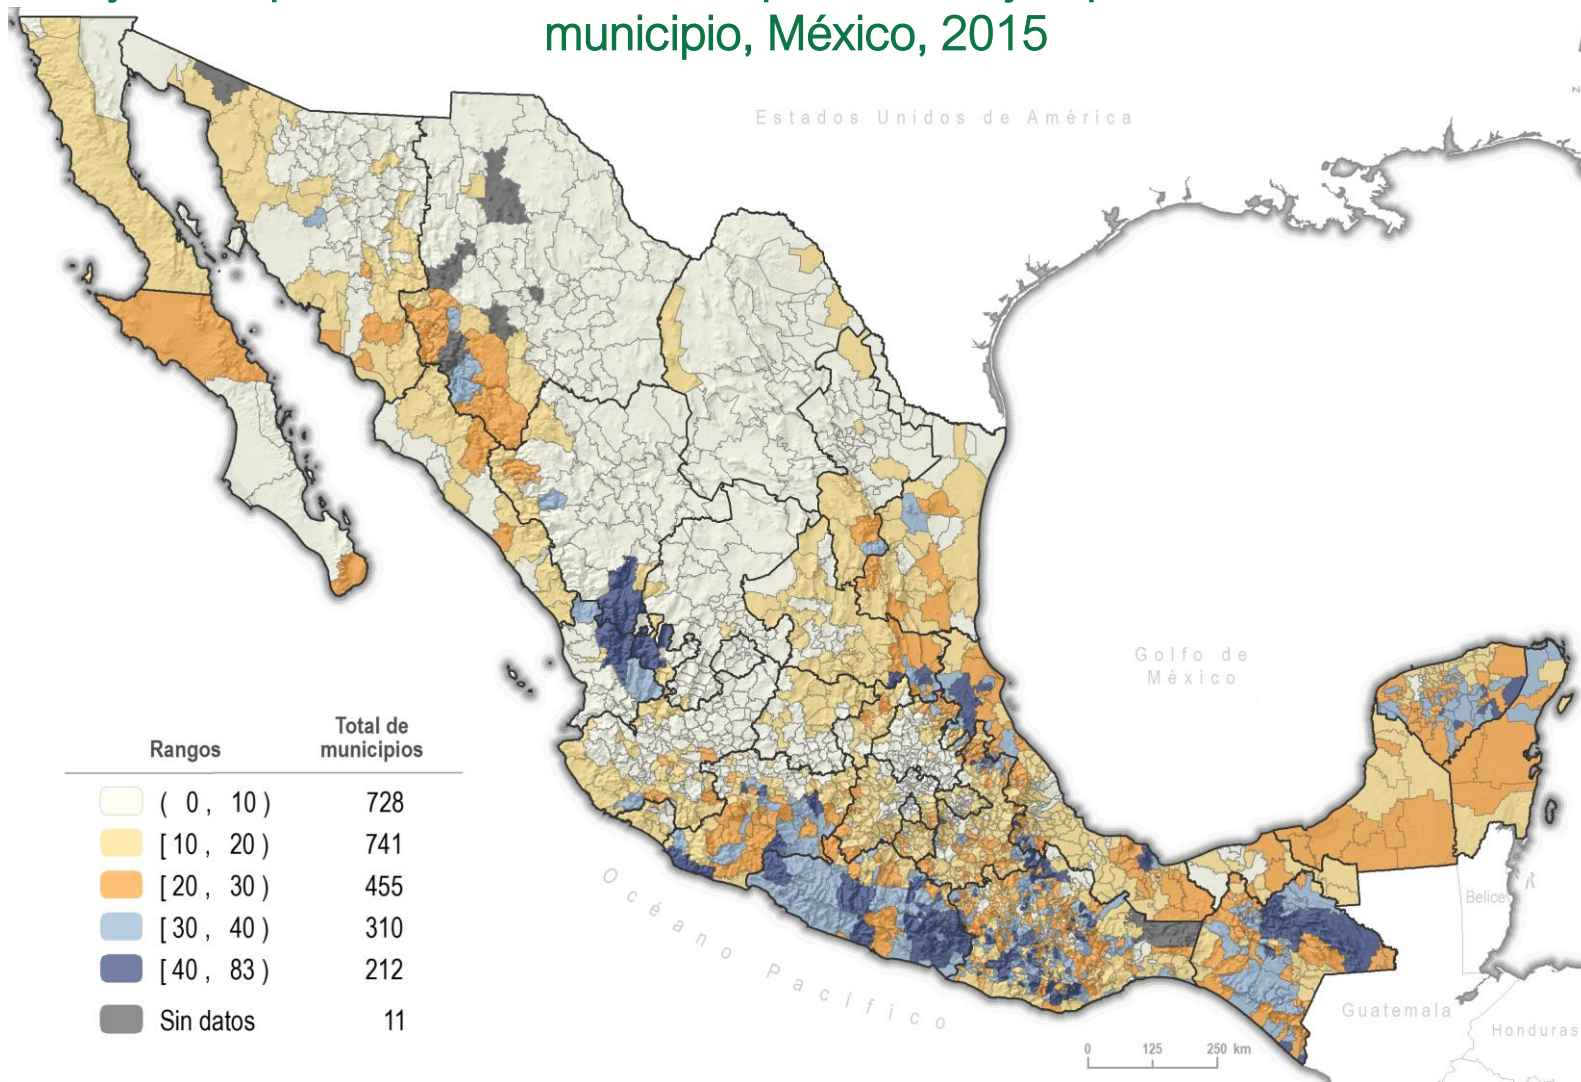 municipio, México, 2015
Estados Unidos de América
Golfo de
México
Rangos
Total de
municipios
( 0 , 10 ) 728
[ 10 , 20 ) 741
[ 20 , 30 ) 455
[ 30 , 40 ) 310
[ 40 , 83 ) 212
Sin datos 11
Océano Pacífico
Belice
Guatemala
Honduras
0 125 250 km